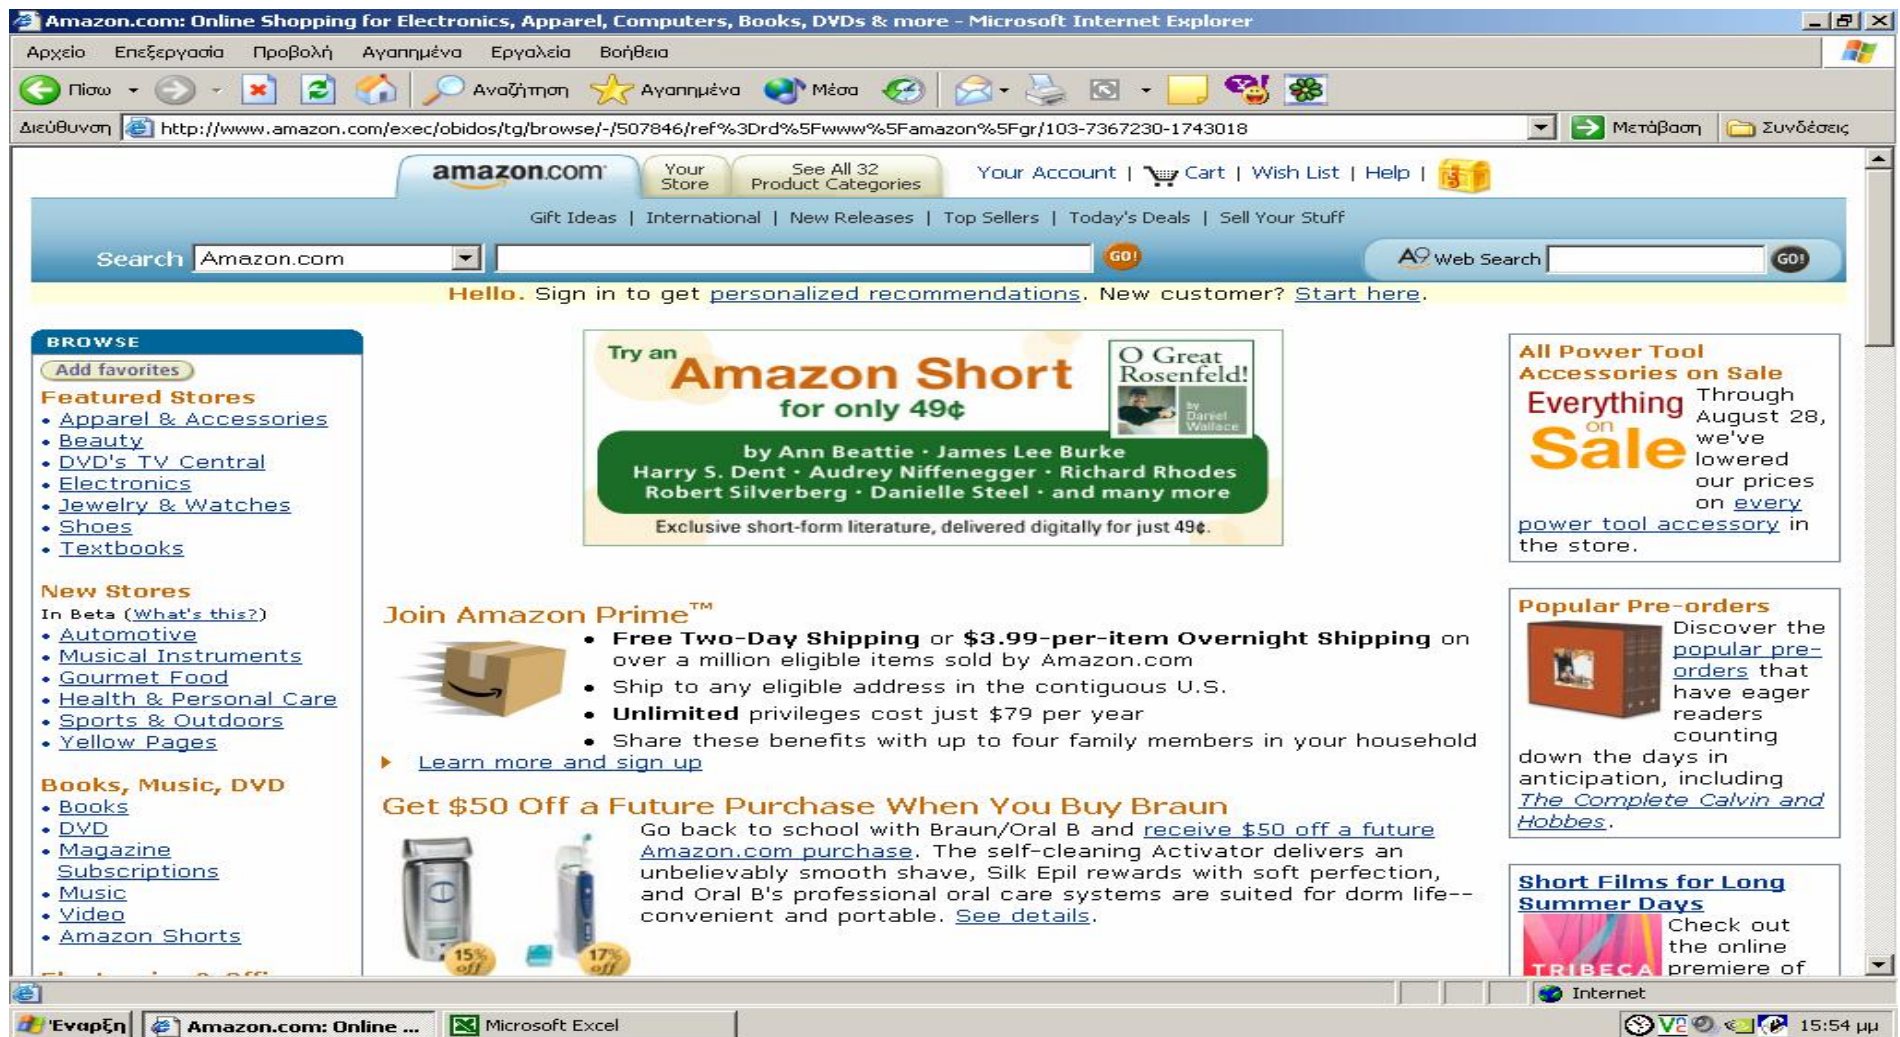 Amazon.com: Online Shopping for Electronics, Apparel, Computers, Books, DVDs & more - Microsoft Internet Explorer
Αρχείο Επεξεργασία Προβολή Αγαπημένα Εργαλεία Βοήθεια
Πίσω Αναζήτηση Αγαπημένα Μέσα
Διεύθυνση http://www.amazon.com/exec/obidos/tg/browse/-/507846/ref%3Drd%5Fwww%5Famazon%5Fgr/103-7367230-1743018 Μετάβαση Συνδέσεις
amazon.com Your Store See All 32 Product Categories Your Account | Cart | Wish List | Help |
Gift Ideas | International | New Releases | Top Sellers | Today's Deals | Sell Your Stuff
Search Amazon.com GO! A9 Web Search GO!
Hello. Sign in to get personalized recommendations. New customer? Start here.
BROWSE
Add favorites
Featured Stores
• Apparel & Accessories
• Beauty
• DVD's TV Central
• Electronics
• Jewelry & Watches
• Shoes
• Textbooks
New Stores
In Beta (What's this?)
• Automotive
• Musical Instruments
• Gourmet Food
• Health & Personal Care
• Sports & Outdoors
• Yellow Pages
Books, Music, DVD
• Books
• DVD
• Magazine
Subscriptions
• Music
• Video
• Amazon Shorts
Try an
Amazon Short
for only 49¢
O Great
Rosenfeld!
by
Daniel
Wallace
by Ann Beattie · James Lee Burke
Harry S. Dent · Audrey Niffenegger · Richard Rhodes
Robert Silverberg · Danielle Steel · and many more
Exclusive short-form literature, delivered digitally for just 49¢.
Join Amazon Prime™
• Free Two-Day Shipping or $3.99-per-item Overnight Shipping on
over a million eligible items sold by Amazon.com
• Ship to any eligible address in the contiguous U.S.
• Unlimited privileges cost just $79 per year
• Share these benefits with up to four family members in your household
Learn more and sign up
Get $50 Off a Future Purchase When You Buy Braun
Go back to school with Braun/Oral B and receive $50 off a future
Amazon.com purchase. The self-cleaning Activator delivers an
unbelievably smooth shave, Silk Epil rewards with soft perfection,
and Oral B's professional oral care systems are suited for dorm life--
convenient and portable. See details.
15% off
17% off
All Power Tool
Accessories on Sale
Everything
on
Sale
Through
August 28,
we've
lowered
our prices
on every
power tool accessory in
the store.
Popular Pre-orders
Discover the
popular pre-
orders that
have eager
readers
counting
down the days in
anticipation, including
The Complete Calvin and
Hobbes.
Short Films for Long
Summer Days
TRIBECA
Check out
the online
premiere of
Internet
Έναρξη Amazon.com: Online ... Microsoft Excel 15:54 μμ